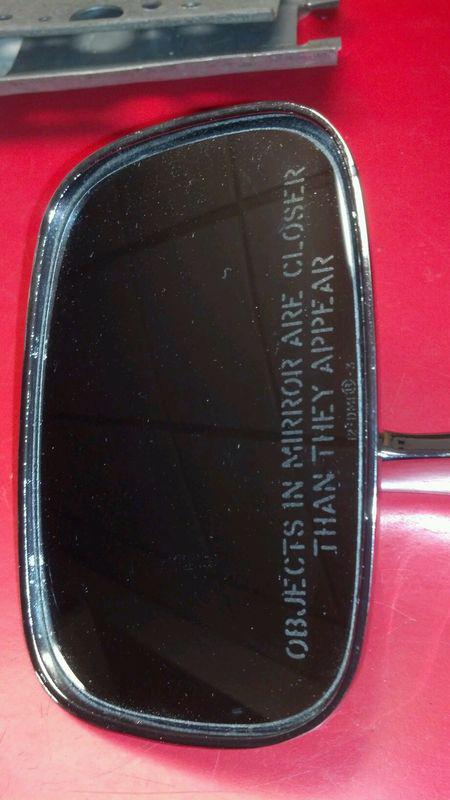 OBJECTS IN MIRROR ARE CLOSER
THAN THEY APPEAR